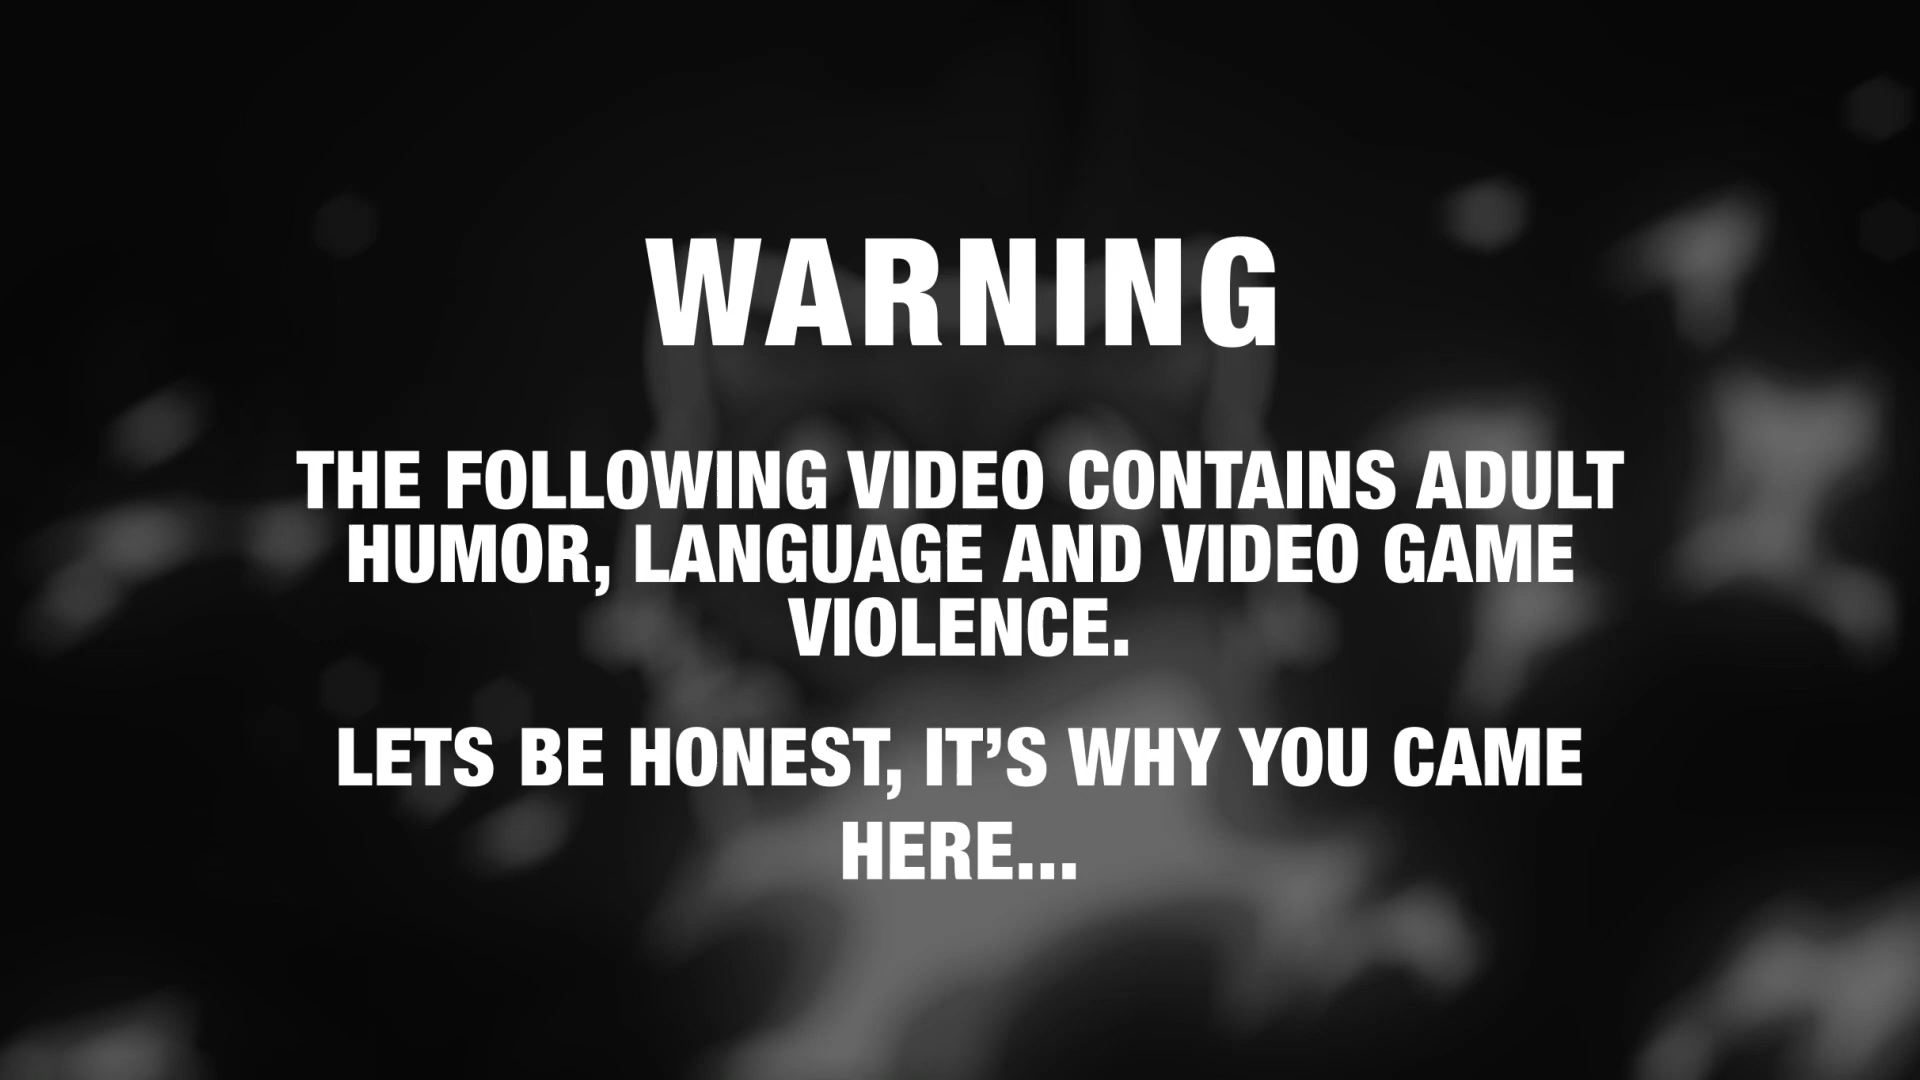 WARNING
THE FOLLOWING VIDEO CONTAINS ADULT
HUMOR, LANGUAGE AND VIDEO GAME
VIOLENCE.
LETS BE HONEST, IT’S WHY YOU CAME
HERE...